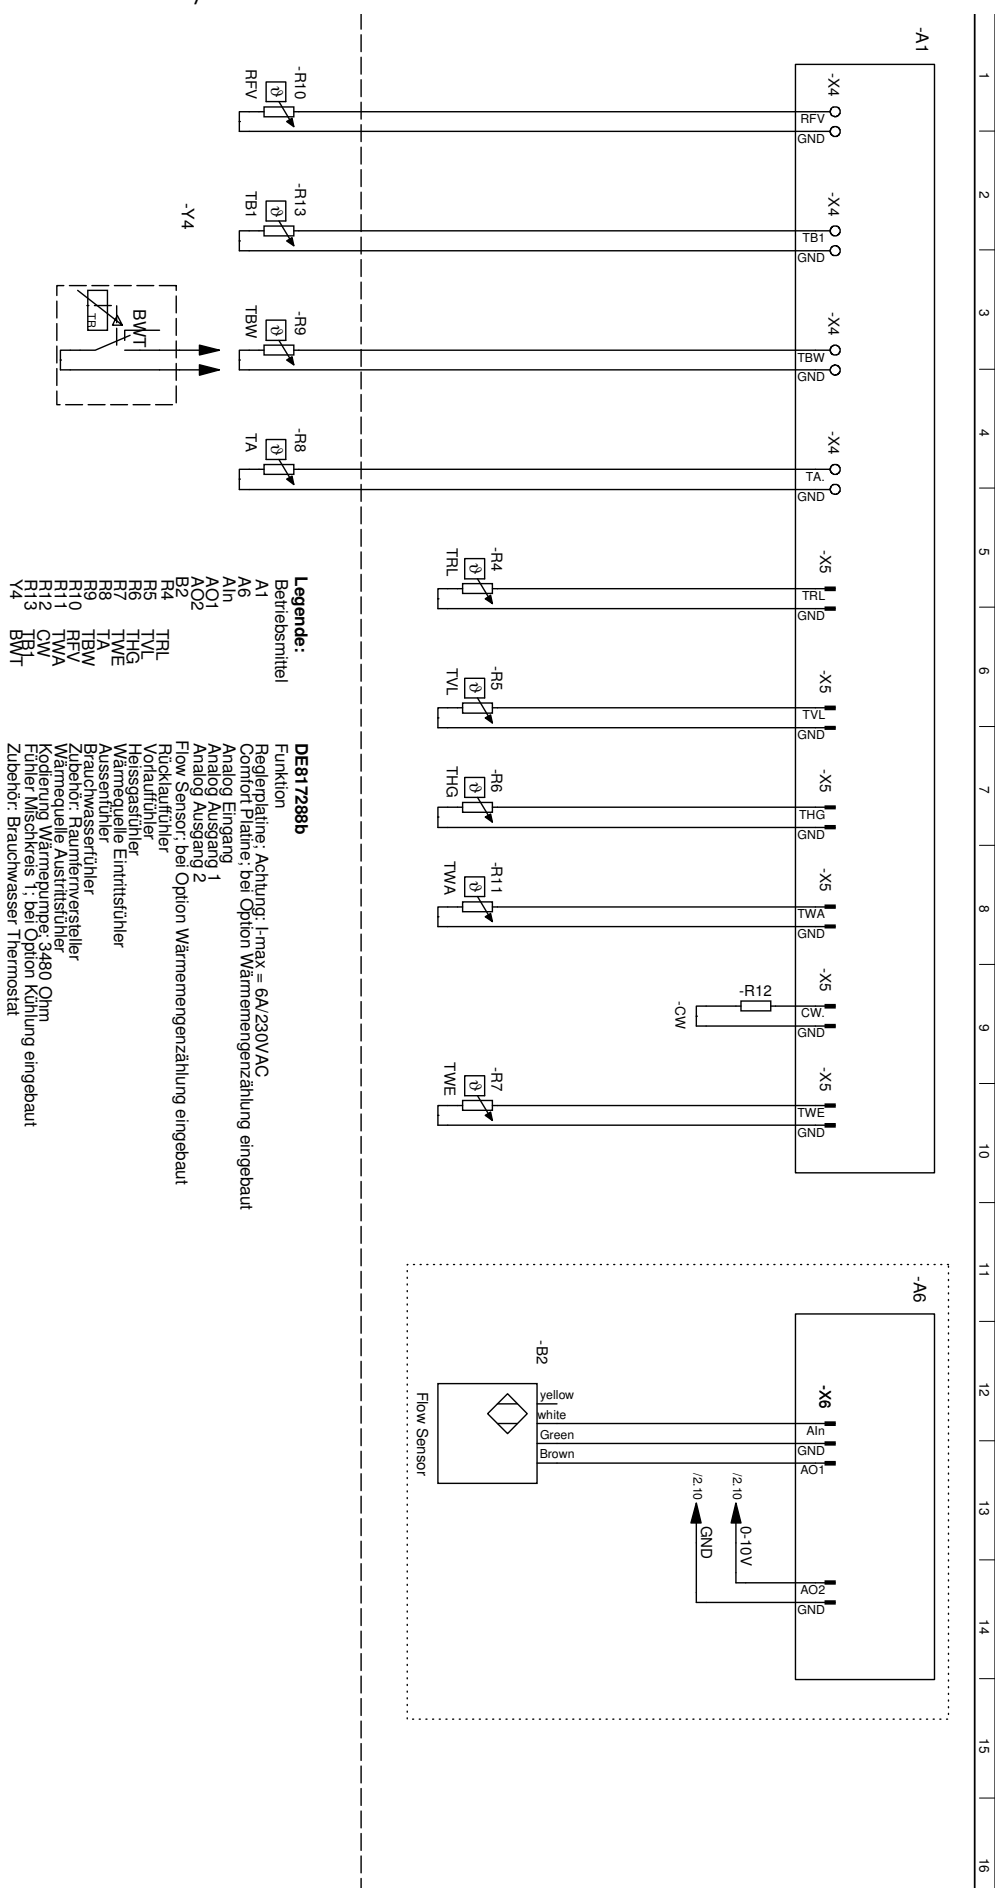 1
2
3
4
5
6
7
8
9
10
11
12
13
14
15
16
-A1
-X4
RFV
GND
-X4
TB1
GND
-X4
TBW
GND
-X4
TA.
GND
-X5
TRL
GND
-X5
TVL
GND
-X5
THG
GND
-X5
TWA
GND
-X5
CW.
GND
-X5
TWE
GND
-A6
-X6
AIn
GND
AO1
AO2
GND
-R10
ϑ
RFV
-R13
ϑ
TB1
-R9
ϑ
TBW
-R8
ϑ
TA
-R4
ϑ
TRL
-R5
ϑ
TVL
-R6
ϑ
THG
-R11
ϑ
TWA
-R12
-CW
-R7
ϑ
TWE
-B2
yellow
white
Green
Brown
Flow Sensor
0-10V
/2.10
GND
/2.10
-Y4
BWT
TR
Legende: DE817288b
Betriebsmittel Funktion
A1 Reglerplatine; Achtung: I-max = 6A/230VAC
A6 Comfort Platine; bei Option Wärmemengenzählung eingebaut
AIn Analog Eingang
AO1 Analog Ausgang 1
AO2 Analog Ausgang 2
B2 Flow Sensor; bei Option Wärmemengenzählung eingebaut
R4 TRL Rücklauffühler
R5 TVL Vorlauffühler
R6 THG Heissgasfühler
R7 TWE Wärmequelle Eintrittsfühler
R8 TA Aussenfühler
R9 TBW Brauchwasserfühler
R10 RFV Zubehör: Raumfernversteller
R11 TWA Wärmequelle Austrittsfühler
R12 CW Kodierung Wärmepumpe; 3480 Ohm
R13 TB1 Fühler Mischkreis 1; bei Option Kühlung eingebaut
Y4 BWT Zubehör: Brauchwasser Thermostat